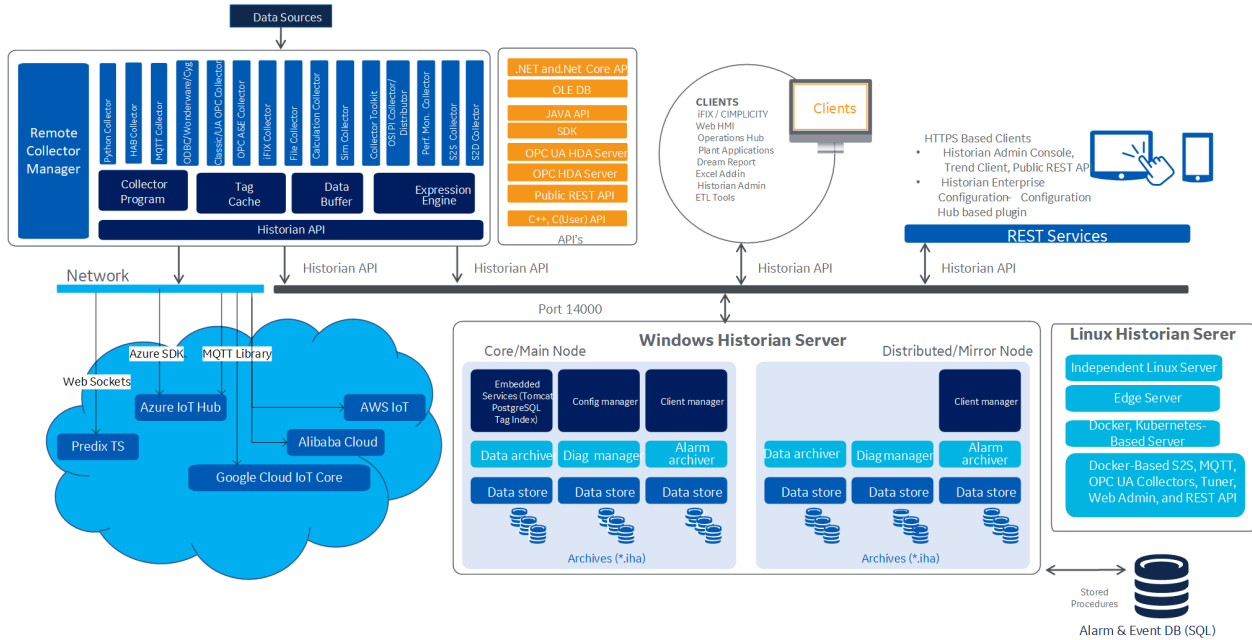 Data Sources
Remote
Collector
Manager
Python Collector
HAB Collector
MQTT Collector
ODBC/Wonderware/Cyg
Classic/UA OPC Collector
OPC A&E Collector
iFIX Collector
File Collector
Calculation Collector
Sim Collector
Collector Toolkit
OSI PI Collector/
Distributor
Perf. Mon. Collector
S2S Collector
S2D Collector
Collector
Program
Tag
Cache
Data
Buffer
Expression
Engine
Historian API
.NET and.Net Core AP
OLE DB
JAVA API
SDK
OPC UA HDA Server
OPC HDA Server
Public REST API
C++, C(User) API
API's
CLIENTS
iFIX / CIMPLICITY
Web HMI
Operations Hub
Plant Applications
Dream Report
Excel Addin
Historian Admin
ETL Tools
Clients
HTTPS Based Clients
• Historian Admin Console,
Trend Client, Public REST AP
• Historian Enterprise
Configuration- Configuration
Hub based plugin
REST Services
Network
Historian API
Historian API
Historian API
Historian API
Port 14000
Azure SDK
MQTT Library
Web Sockets
Azure IoT Hub
AWS IoT
Predix TS
Alibaba Cloud
Google Cloud IoT Core
Windows Historian Server
Core/Main Node
Distributed/Mirror Node
Embedded
Services (Tomcat
PostgreSQL
Tag Index)
Config manager
Client manager
Client manager
Data archiver
Diag manage
Alarm
archiver
Data archiver
Diag manager
Alarm
archiver
Data store
Data store
Data store
Data store
Data store
Data store
Archives (*.iha)
Archives (*.iha)
Linux Historian Serer
Independent Linux Server
Edge Server
Docker, Kubernetes-
Based Server
Docker-Based S2S, MQTT,
OPC UA Collectors, Tuner,
Web Admin, and REST API
Stored
Procedures
Alarm & Event DB (SQL)